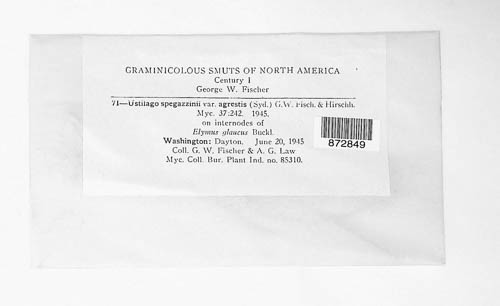 GRAMINICOLOUS SMUTS OF NORTH AMERICA
Century I
George W. Fischer
71—Ustilago spegazzinii var. agrestis (Syd.) G.W. Fisch. & Hirschh.
Myc. 37:242. 1945.
on internodes of
Elymus glaucus Buckl.
Washington: Dayton. June 20, 1945
Coll. G. W. Fischer & A. G. Law
Myc. Coll. Bur. Plant Ind. no. 85310.
872849